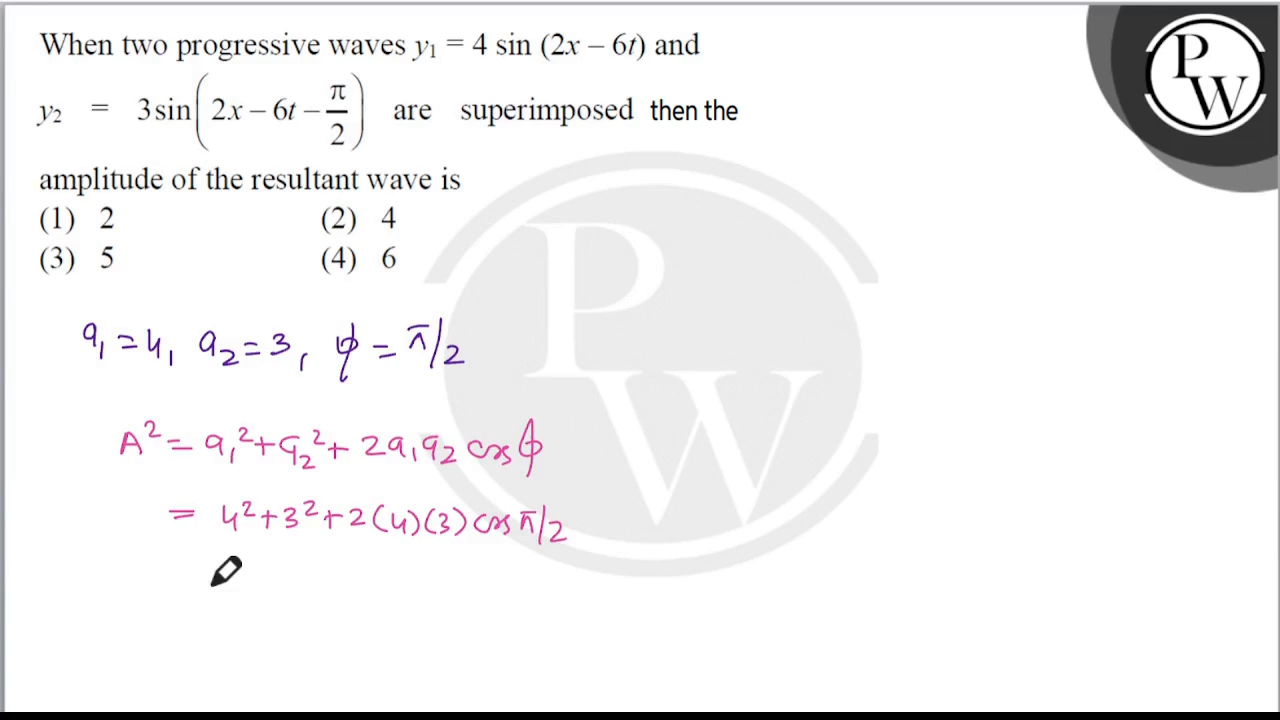 When two progressive waves y₁ = 4 sin (2x – 6t) and
y₂ = 3 sin(2x – 6t – π/2) are superimposed then the
amplitude of the resultant wave is
(1) 2 (2) 4
(3) 5 (4) 6
a₁ = 4, a₂ = 3, φ = π/2
A² = a₁² + a₂² + 2a₁a₂ cos φ
= 4² + 3² + 2(4)(3) cos π/2
P
W
P
W